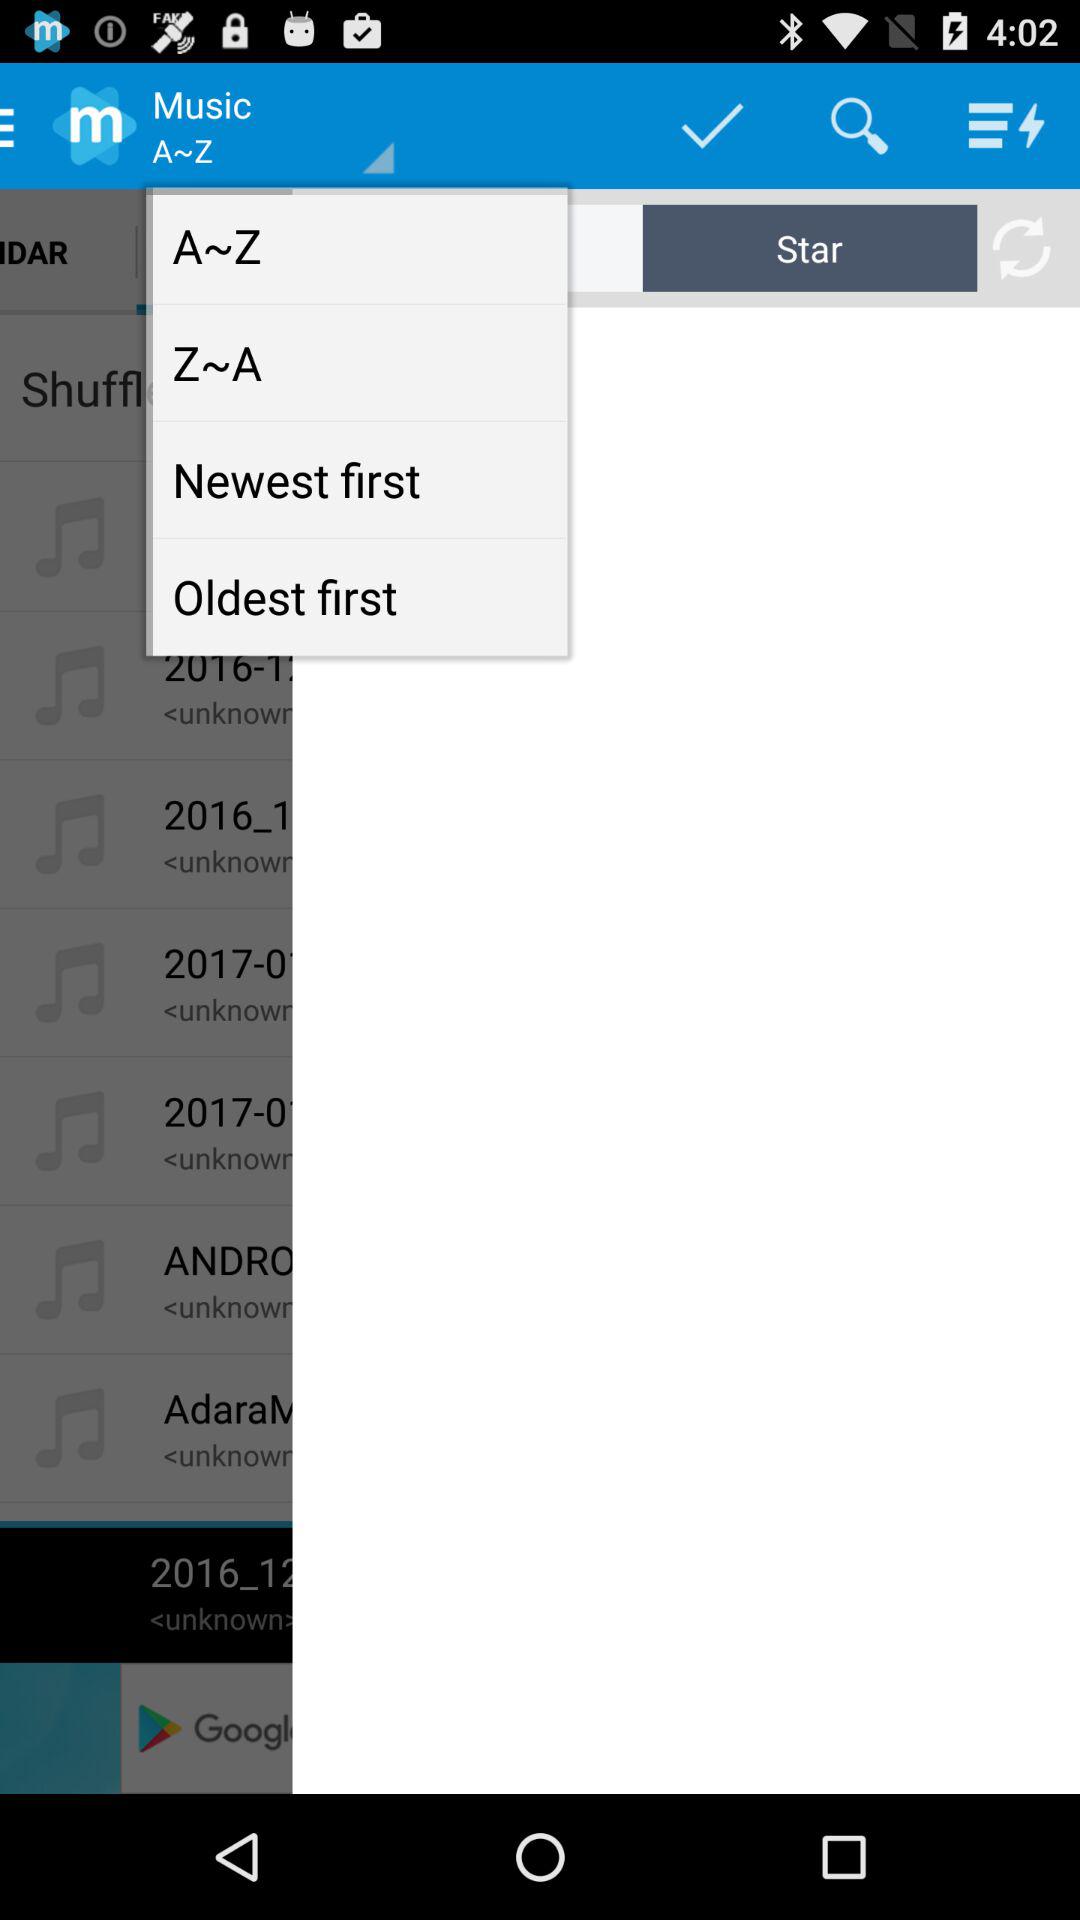 FAKE
4:02
m
Music
A~Z
IDAR
Star
A~Z
Z~A
Newest first
Oldest first
Shuffle
2016-12
<unknown
2016_1
<unknown
2017-01
<unknown
2017-01
<unknown
ANDRO
<unknown
AdaraM
<unknown
2016_12
<unknown>
Google